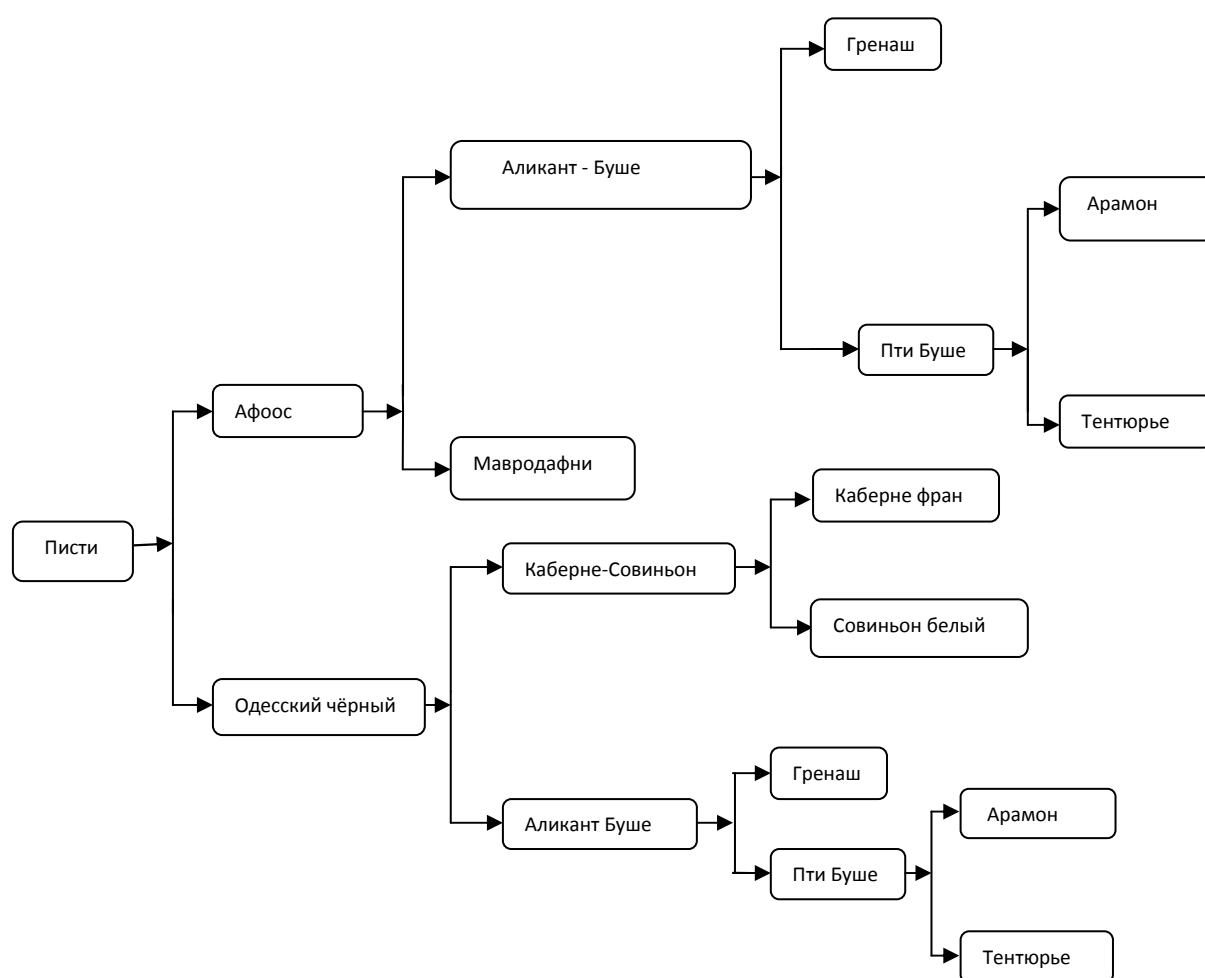 Гренаш
Аликант - Буше
Арамон
Пти Буше
Афоос
Тентюрье
Мавродафни
Каберне фран
Писти
Каберне-Совиньон
Совиньон белый
Одесский чёрный
Гренаш
Аликант Буше
Арамон
Пти Буше
Тентюрье